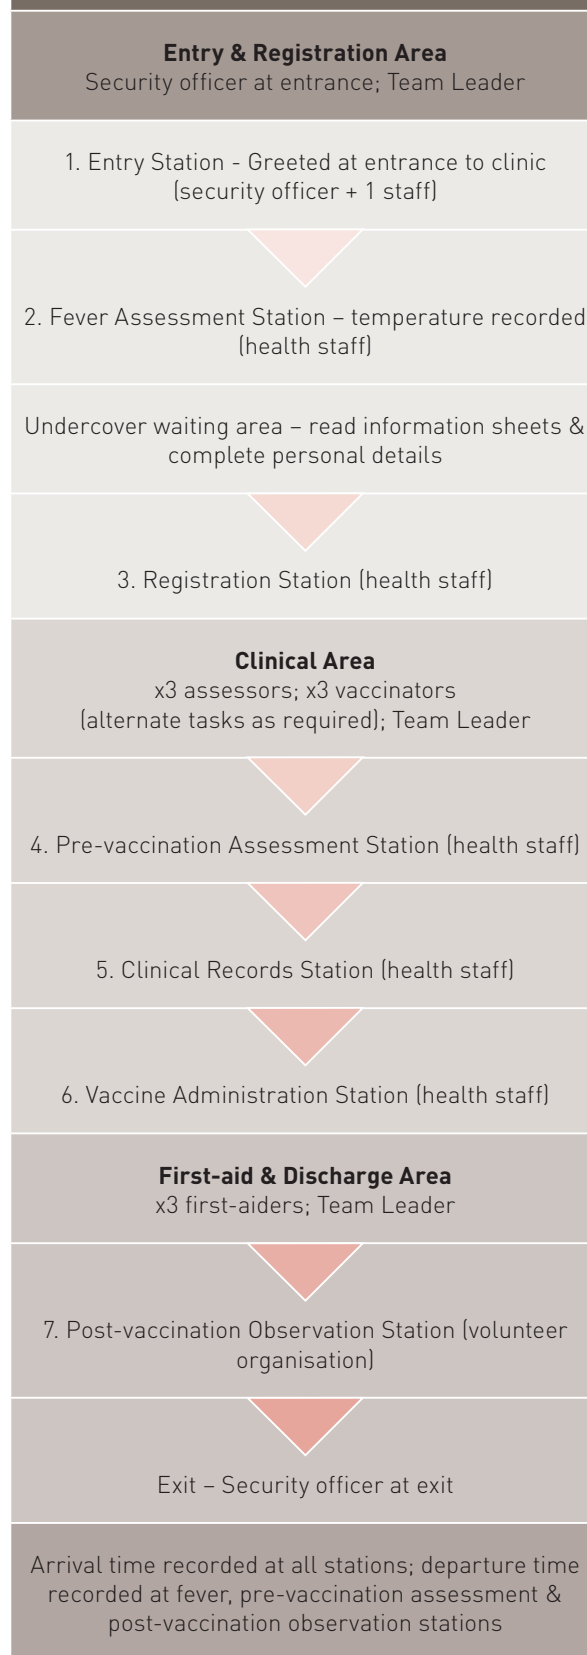 Entry & Registration Area
Security officer at entrance; Team Leader
1. Entry Station - Greeted at entrance to clinic
(security officer + 1 staff)
2. Fever Assessment Station – temperature recorded
(health staff)
Undercover waiting area – read information sheets &
complete personal details
3. Registration Station (health staff)
Clinical Area
x3 assessors; x3 vaccinators
(alternate tasks as required); Team Leader
4. Pre-vaccination Assessment Station (health staff)
5. Clinical Records Station (health staff)
6. Vaccine Administration Station (health staff)
First-aid & Discharge Area
x3 first-aiders; Team Leader
7. Post-vaccination Observation Station (volunteer
organisation)
Exit – Security officer at exit
Arrival time recorded at all stations; departure time
recorded at fever, pre-vaccination assessment &
post-vaccination observation stations